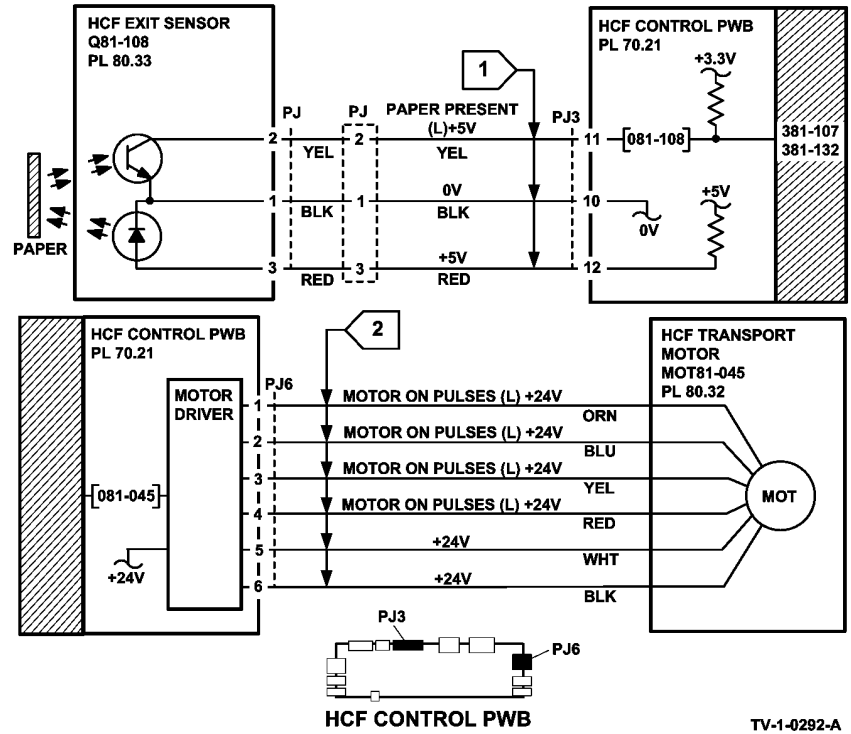 HCF EXIT SENSOR
Q81-108
PL 80.33
PAPER
2
1
3
PJ
YEL
BLK
RED
PJ
2
1
3
1
PAPER PRESENT
(L)+5V
YEL
0V
BLK
+5V
RED
PJ3
11
10
12
HCF CONTROL PWB
PL 70.21
+3.3V
081-108
381-107
381-132
+5V
0V
HCF CONTROL PWB
PL 70.21
MOTOR
DRIVER
081-045
+24V
PJ6
1
2
3
4
5
6
2
MOTOR ON PULSES (L) +24V
ORN
MOTOR ON PULSES (L) +24V
BLU
MOTOR ON PULSES (L) +24V
YEL
MOTOR ON PULSES (L) +24V
RED
+24V
WHT
+24V
BLK
HCF TRANSPORT
MOTOR
MOT81-045
PL 80.32
MOT
PJ3
PJ6
HCF CONTROL PWB
TV-1-0292-A